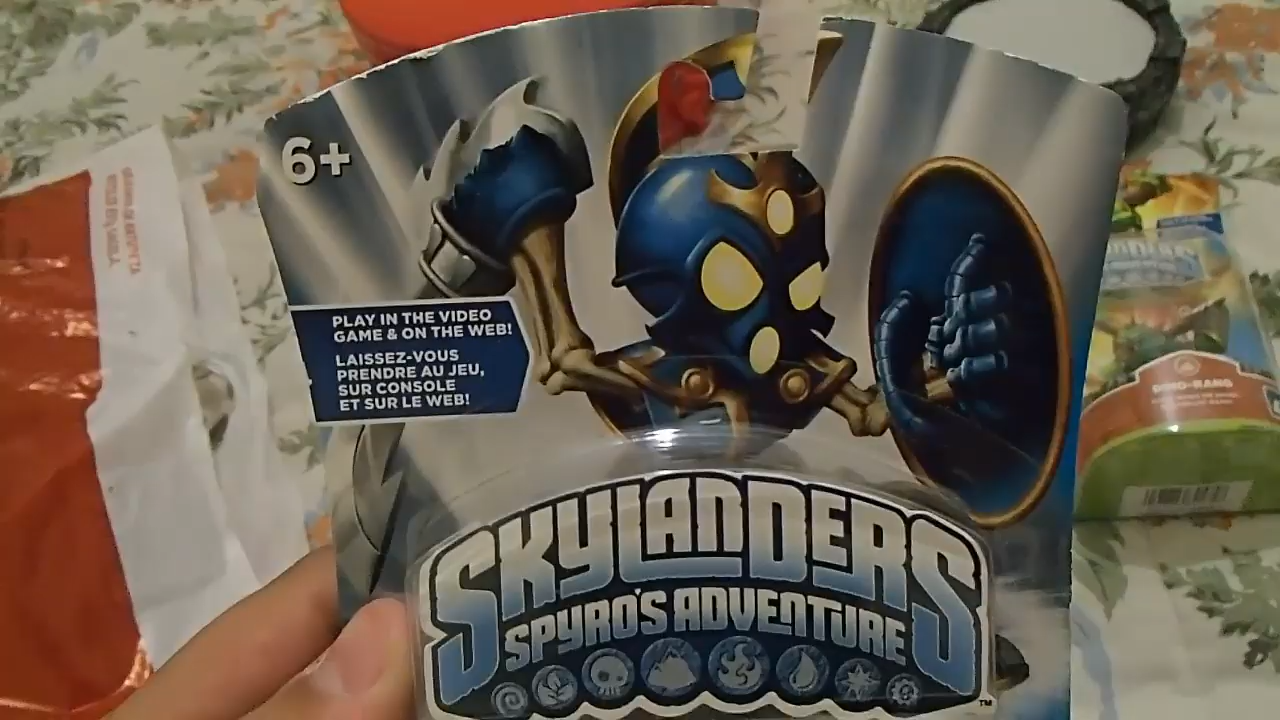 6+
PLAY IN THE VIDEO
GAME & ON THE WEB!
LAISSEZ-VOUS
PRENDRE AU JEU,
SUR CONSOLE
ET SUR LE WEB!
SKYLANDERS
SPYRO'S ADVENTURE
TM
DINO-RANG